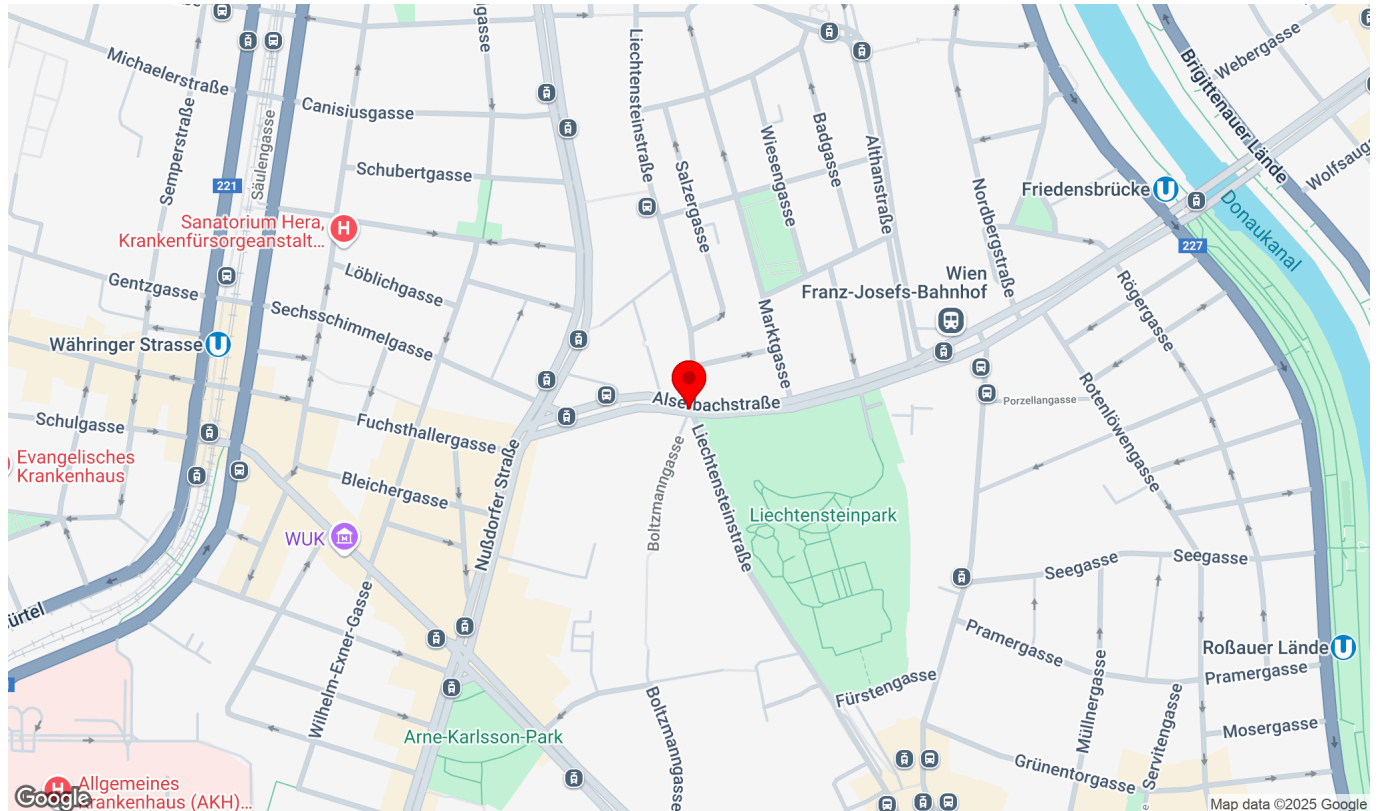 Michaelerstraße
Canisiusgasse
Liechtensteinstraße
Webergasse
Brigittenauer Lände
Semperstraße
Säulengasse
Schubertgasse
Salzergasse
Wiesengasse
Badgasse
Althanstraße
Nordbergstraße
Friedensbrücke
221
Wolfsaug
Donaukanal
Sanatorium Hera,
Krankenfürsorgeanstalt...
227
Gentzgasse
Löblichgasse
Wien
Franz-Josefs-Bahnhof
Rögergasse
Sechsschimmelgasse
Marktgasse
Währinger Strasse
Alserbachstraße
Porzellangasse
Rotenlöwengasse
Schulgasse
Fuchsthallergasse
Evangelisches
Krankenhaus
Bleichergasse
Nußdorfer Straße
Boltzmanngasse
Liechtensteinstraße
Liechtensteinpark
WUK
Seegasse
Seegasse
ürtel
Wilhelm-Exner-Gasse
Pramergasse
Roßauer Lände
Pramergasse
Fürstengasse
Müllnergasse
Servitengasse
Mosergasse
Boltzmanngasse
Arne-Karlsson-Park
Grünentorgasse
Allgemeines
Krankenhaus (AKH)...
Google
Map data ©2025 Google